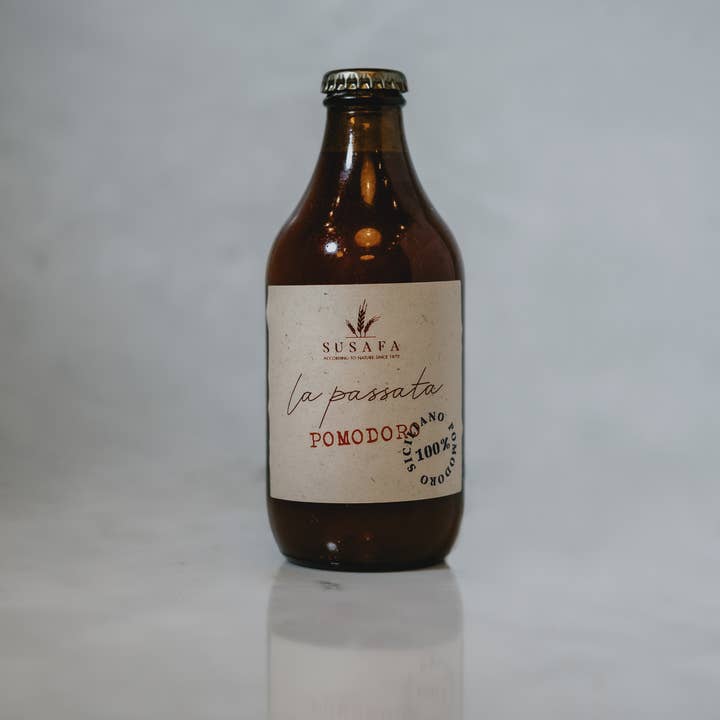 SUSAFA
ACCORDING TO NATURE SINCE 1870
la passata
POMODORO
SICILIANO POMODORO
100%